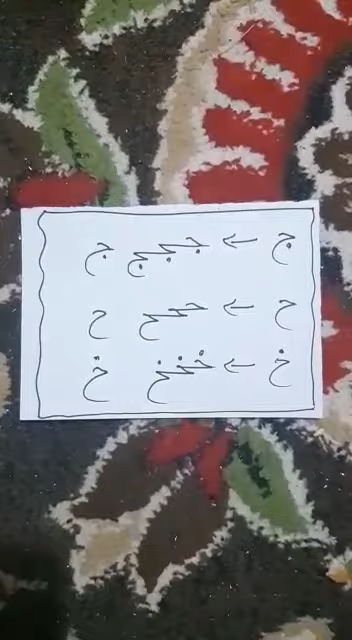 ج ← ججج ج
ح ← ححح ح
خ ← خخخ خ